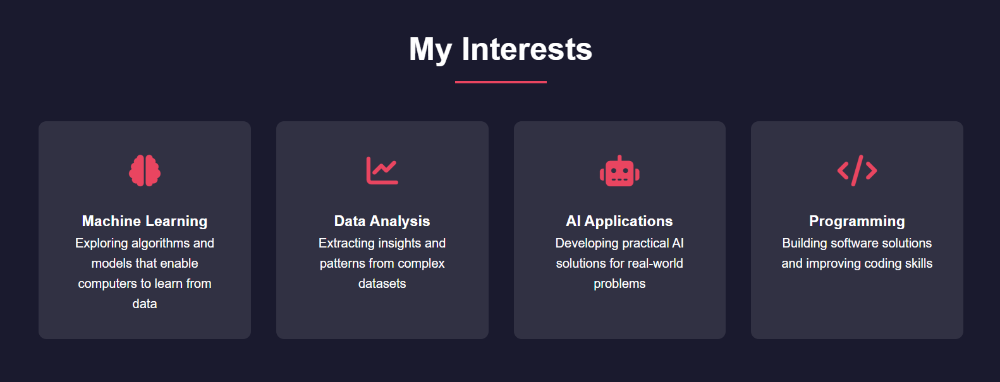 My Interests
Machine Learning
Exploring algorithms and
models that enable
computers to learn from
data
Data Analysis
Extracting insights and
patterns from complex
datasets
AI Applications
Developing practical AI
solutions for real-world
problems
Programming
Building software solutions
and improving coding skills